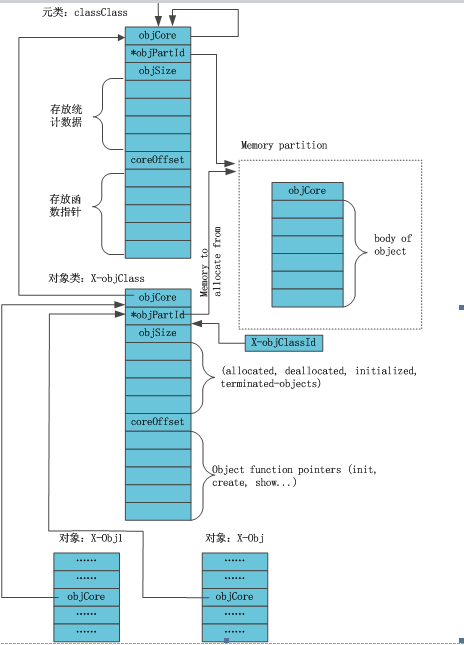 元类: classClass
objCore
*objPartId
objSize
存放统
计数据
coreOffset
存放函
数指针
Memory partition
objCore
body of
object
Memory to
allocate from
对象类: X-objClass
objCore
*objPartId
objSize
X-objClassId
(allocated, deallocated, initialized,
terminated-objects)
coreOffset
Object function pointers (init,
create, show...)
对象: X-Obj1
······
······
objCore
······
······
对象: X-Obj
······
······
objCore
······
······